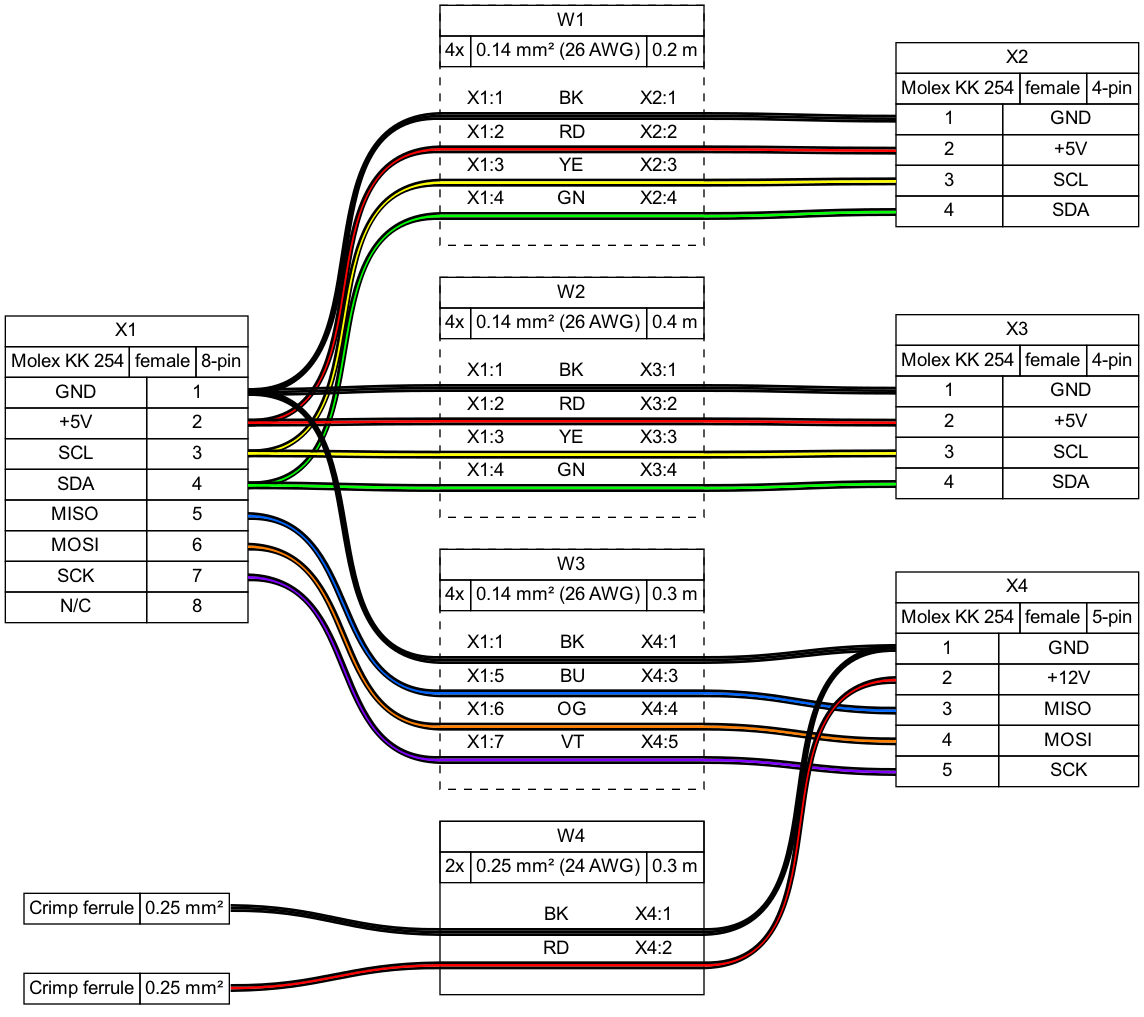 X1
Molex KK 254 female 8-pin
GND 1
+5V 2
SCL 3
SDA 4
MISO 5
MOSI 6
SCK 7
N/C 8
Crimp ferrule 0.25 mm²
Crimp ferrule 0.25 mm²
W1
4x 0.14 mm² (26 AWG) 0.2 m
X1:1 BK X2:1
X1:2 RD X2:2
X1:3 YE X2:3
X1:4 GN X2:4
W2
4x 0.14 mm² (26 AWG) 0.4 m
X1:1 BK X3:1
X1:2 RD X3:2
X1:3 YE X3:3
X1:4 GN X3:4
W3
4x 0.14 mm² (26 AWG) 0.3 m
X1:1 BK X4:1
X1:5 BU X4:3
X1:6 OG X4:4
X1:7 VT X4:5
W4
2x 0.25 mm² (24 AWG) 0.3 m
BK X4:1
RD X4:2
X2
Molex KK 254 female 4-pin
1 GND
2 +5V
3 SCL
4 SDA
X3
Molex KK 254 female 4-pin
1 GND
2 +5V
3 SCL
4 SDA
X4
Molex KK 254 female 5-pin
1 GND
2 +12V
3 MISO
4 MOSI
5 SCK